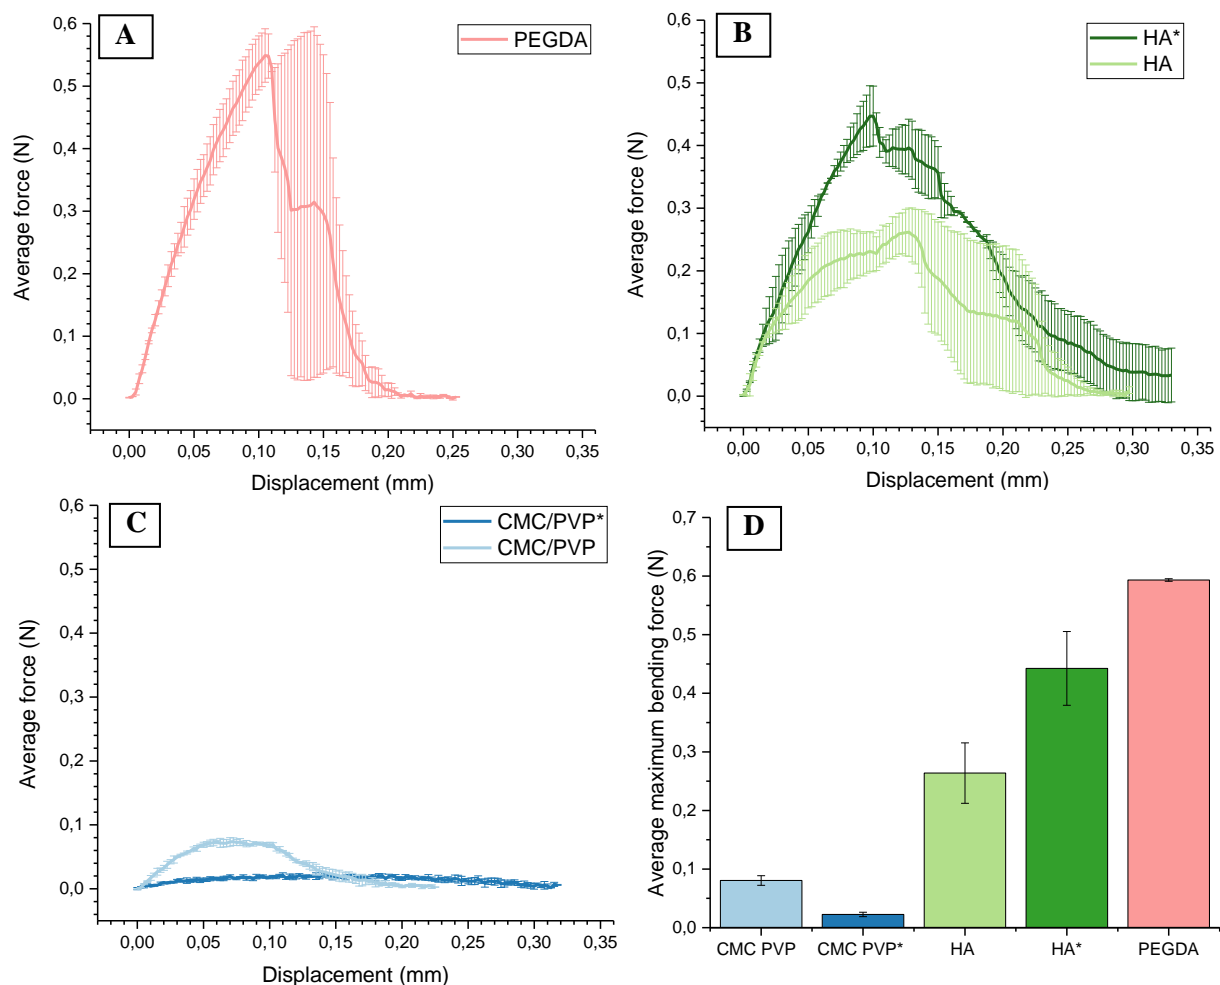 A
PEGDA
0,6
0,5
0,4
0,3
0,2
0,1
0,0
Average force (N)
0,00 0,05 0,10 0,15 0,20 0,25 0,30 0,35
Displacement (mm)
B
HA*
HA
0,6
0,5
0,4
0,3
0,2
0,1
0,0
Average force (N)
0,00 0,05 0,10 0,15 0,20 0,25 0,30 0,35
Displacement (mm)
C
CMC/PVP*
CMC/PVP
0,6
0,5
0,4
0,3
0,2
0,1
0,0
Average force (N)
0,00 0,05 0,10 0,15 0,20 0,25 0,30 0,35
Displacement (mm)
D
0,7
0,6
0,5
0,4
0,3
0,2
0,1
0,0
Average maximum bending force (N)
CMC PVP CMC PVP* HA HA* PEGDA